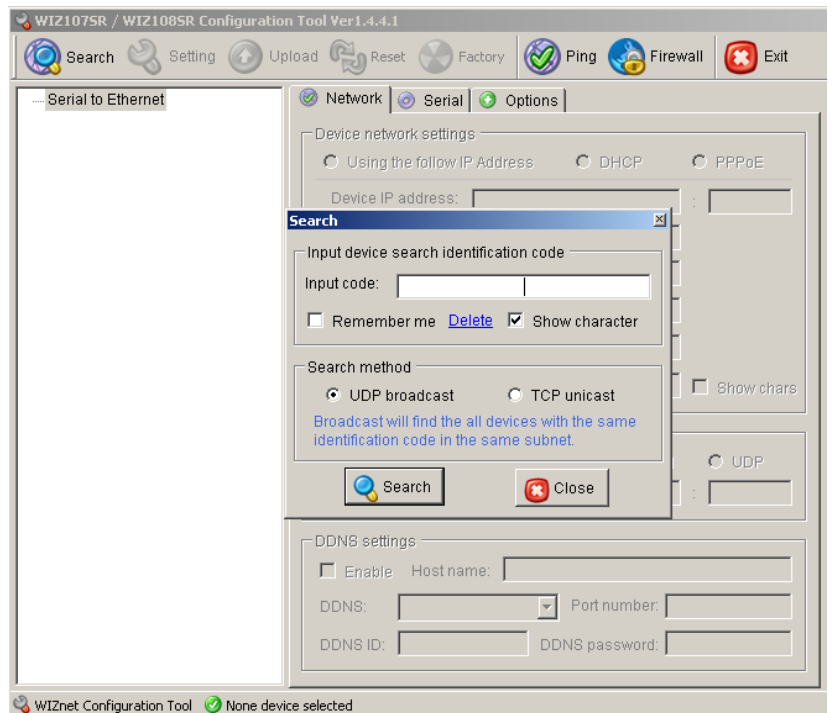 WIZ107SR / WIZ108SR Configuration Tool Ver1.4.4.1
Search Setting Upload Reset Factory Ping Firewall Exit
Serial to Ethernet
Network Serial Options
Device network settings
Using the follow IP Address DHCP PPPoE
Device IP address: :
Search
Input device search identification code
Input code:
Remember me Delete Show character
Search method
UDP broadcast TCP unicast
Broadcast will find the all devices with the same
identification code in the same subnet.
Search Close
Show chars
UDP
:
DDNS settings
Enable Host name:
DDNS: Port number:
DDNS ID: DDNS password:
WIZnet Configuration Tool None device selected